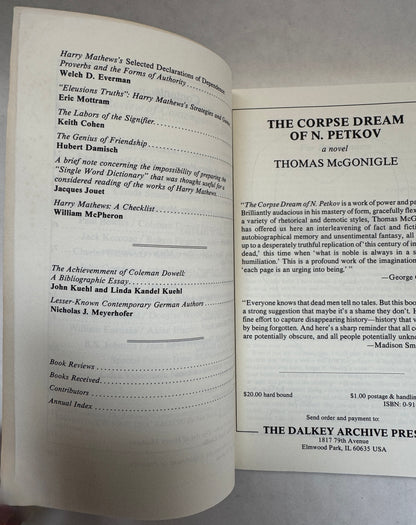 Harry Mathews's Selected Declarations of Dependence:
Proverbs and the Forms of Authority
Welch D. Everman
"Eleusions Truths": Harry Mathews's Strategies and Games
Eric Mottram
The Labors of the Signifier
Keith Cohen
The Genius of Friendship
Hubert Damisch
A brief note concerning the impossibility of preparing the
"Single Word Dictionary" that was thought useful for a
considered reading of the works of Harry Mathews
Jacques Jouet
Harry Mathews: A Checklist
William McPheron
The Achievemment of Coleman Dowell:
A Bibliographic Essay
John Kuehl and Linda Kandel Kuehl
Lesser-Known Contemporary German Authors
Nicholas J. Meyerhofer
Book Reviews
Books Received
Contributors
Annual Index
THE CORPSE DREAM
OF N. PETKOV
a novel
THOMAS McGONIGLE
"The Corpse Dream of N. Petkov is a work of power and pa
Brilliantly audacious in his mastery of form, gracefully flex
a variety of rhetorical and demotic styles, Thomas McG
has offered us here an interleaving of fact and ficti
autobiographical memory and unsentimental fantasy, all
up to a desperately truthful replication of 'this century of in
dead,' this time when 'what is noble is always in a s
humiliation.' This is a profound work of the imagination
'each page is an urging into being.'"
—George G
"Everyone knows that dead men tell no tales. But this boo
a strong suggestion that maybe it's a shame they don't. H
fine effort to capture disappearing history—history that v
by being forgotten. And here's a sharp reminder that all co
are potentially obscure, and all people potentially unknow
—Madison Sm
$20.00 hard bound
$1.00 postage & handlin
ISBN: 0-91
Send order and payment to:
THE DALKEY ARCHIVE PRES
1817 79th Avenue
Elmwood Park, IL 60635 USA